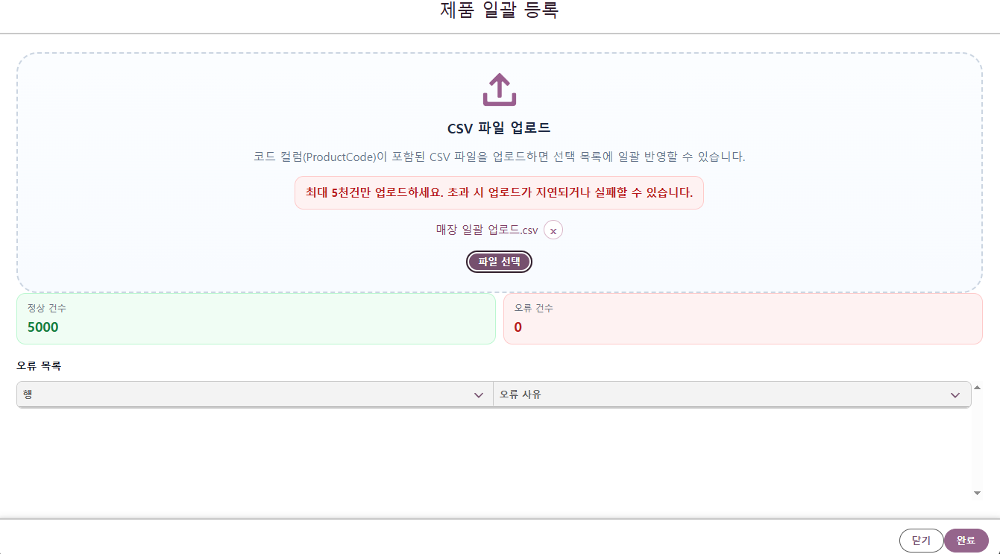 제품 일괄 등록
CSV 파일 업로드
코드 컬럼(ProductCode)이 포함된 CSV 파일을 업로드하면 선택 목록에 일괄 반영할 수 있습니다.
최대 5천건만 업로드하세요. 초과 시 업로드가 지연되거나 실패할 수 있습니다.
매장 일괄 업로드.csv x
파일 선택
정상 건수 오류 건수
5000 0
오류 목록
행 오류 사유
닫기 완료